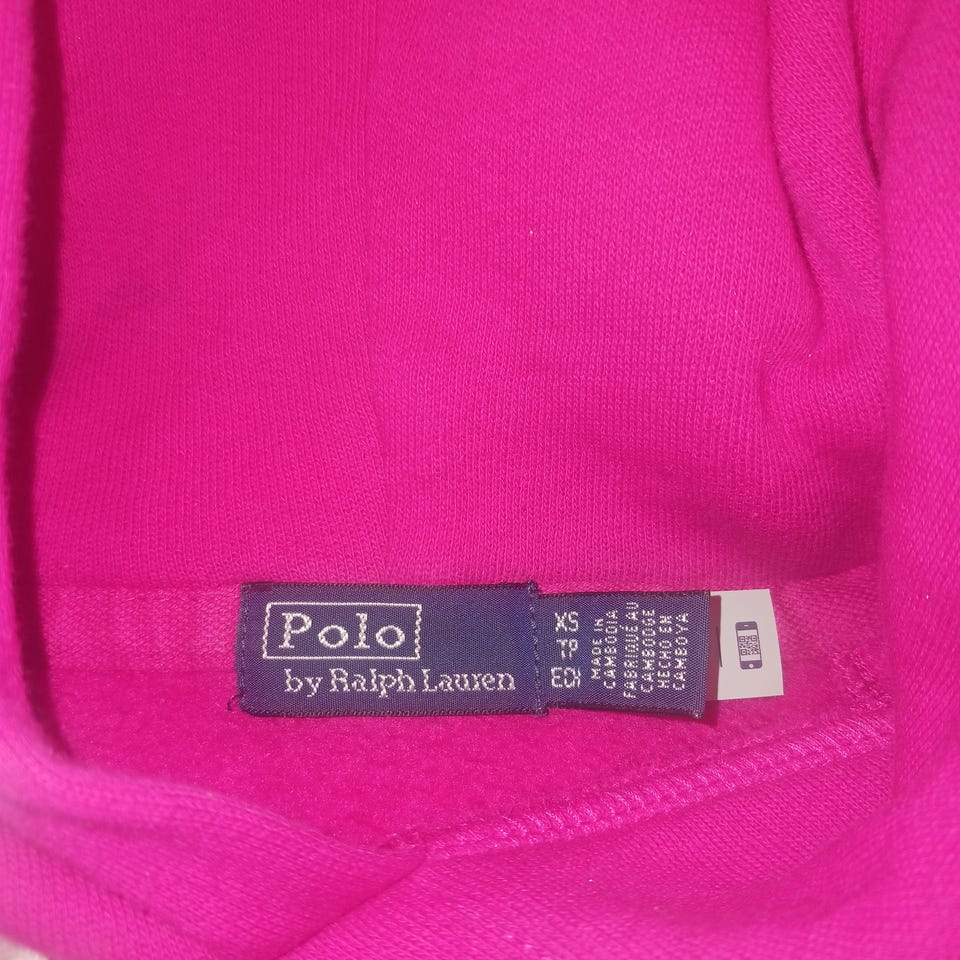 Polo
by Ralph Lauren
XS
TP
ECH
MADE IN
CAMBODIA
FABRIQUÉ AU
CAMBODGE
HECHO EN
CAMBOYA